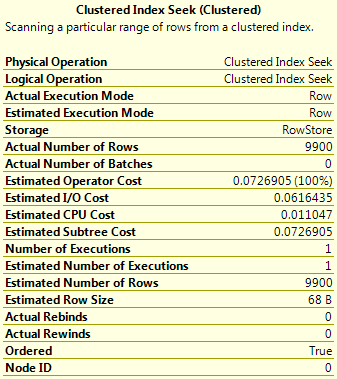 Clustered Index Seek (Clustered)
Scanning a particular range of rows from a clustered index.
Physical Operation Clustered Index Seek
Logical Operation Clustered Index Seek
Actual Execution Mode Row
Estimated Execution Mode Row
Storage RowStore
Actual Number of Rows 9900
Actual Number of Batches 0
Estimated Operator Cost 0.0726905 (100%)
Estimated I/O Cost 0.0616435
Estimated CPU Cost 0.011047
Estimated Subtree Cost 0.0726905
Number of Executions 1
Estimated Number of Executions 1
Estimated Number of Rows 9900
Estimated Row Size 68 B
Actual Rebinds 0
Actual Rewinds 0
Ordered True
Node ID 0